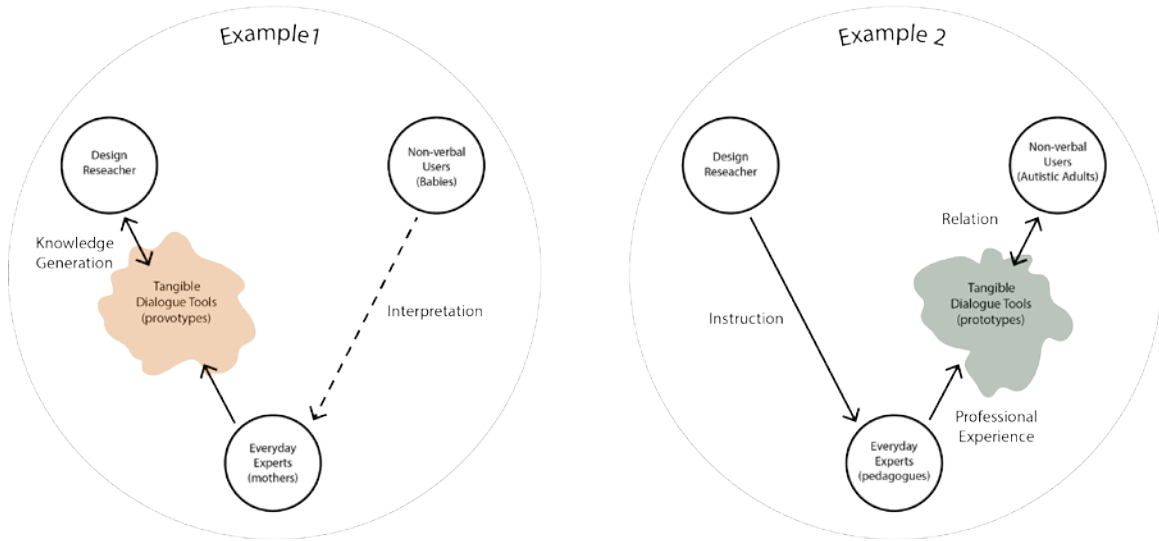 Example1
Design
Reseacher
Non-verbal
Users
(Babies)
Knowledge
Generation
Tangible
Dialogue Tools
(provotypes)
Interpretation
Everyday
Experts
(mothers)
Example 2
Design
Reseacher
Non-verbal
Users
(Autistic Adults)
Relation
Tangible
Dialogue Tools
(prototypes)
Instruction
Professional
Experience
Everyday
Experts
(pedagogues)